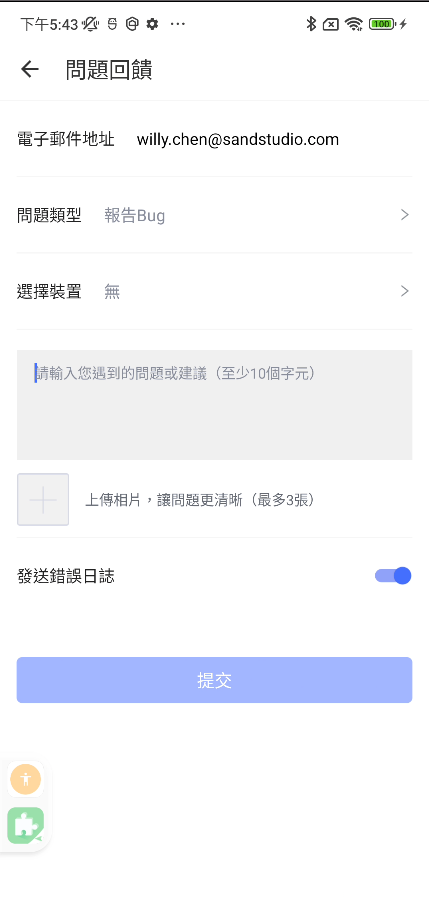 下午5:43
100
問題回饋
電子郵件地址 willy.chen@sandstudio.com
問題類型 報告Bug
選擇裝置 無
請輸入您遇到的問題或建議（至少10個字元）
上傳相片，讓問題更清晰（最多3張）
發送錯誤日誌
提交